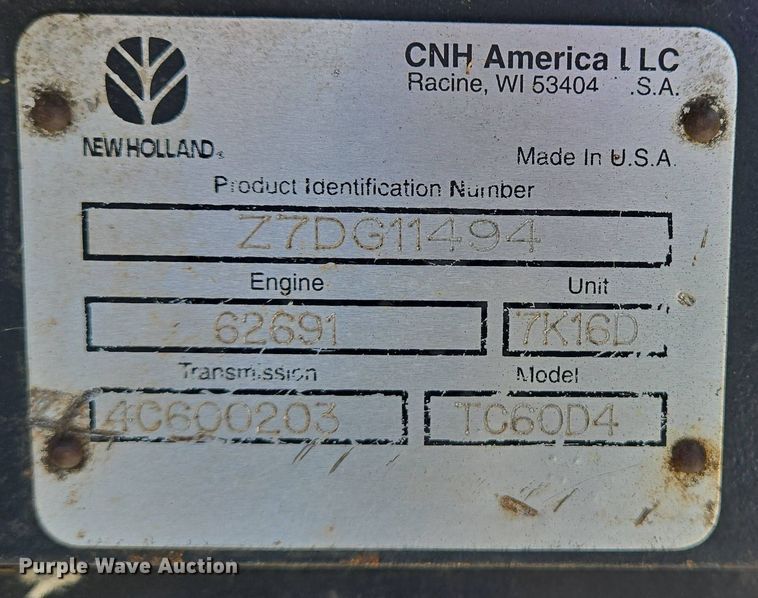 CNH America LLC
Racine, WI 53404 .S.A.
NEW HOLLAND
Made In U.S.A.
Product Identification Number
Z7DG11494
Engine Unit
62691 7K16D
Transmission Model
4C600203 TC60D4
Purple Wave Auction